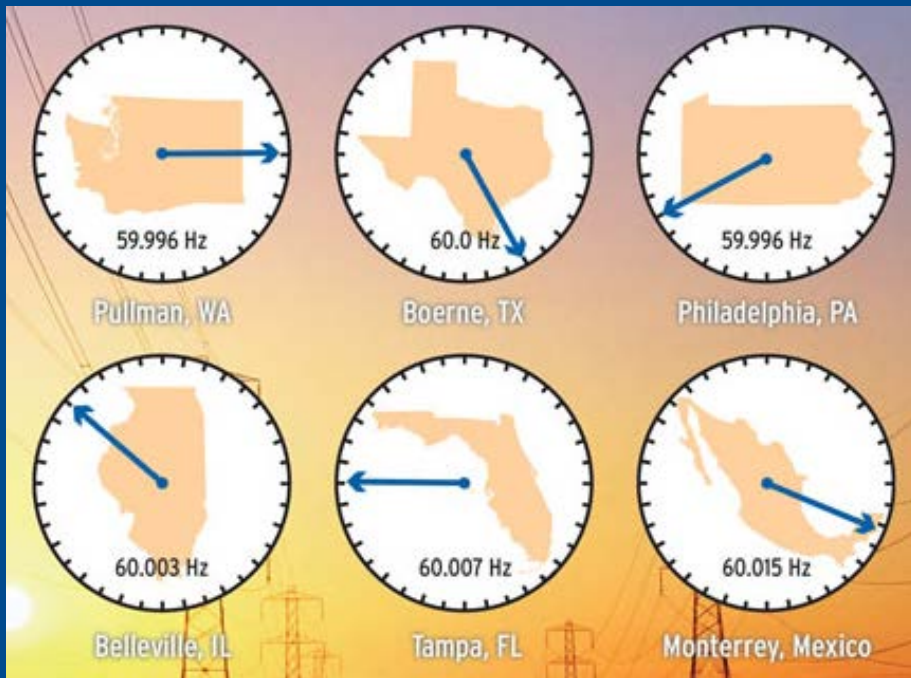 59.996 Hz
60.0 Hz
59.996 Hz
Pullman, WA
Boerne, TX
Philadelphia, PA
60.003 Hz
60.007 Hz
60.015 Hz
Belleville, IL
Tampa, FL
Monterrey, Mexico